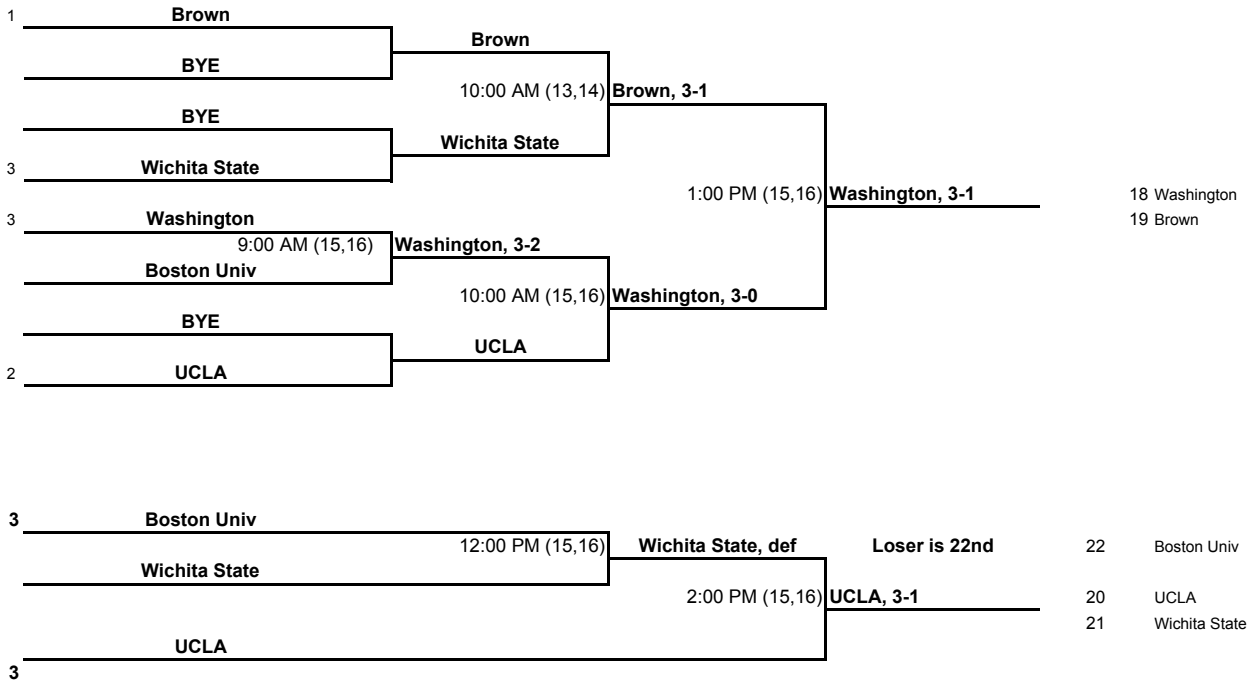 1 Brown
Brown
BYE
10:00 AM (13,14) Brown, 3-1
BYE
Wichita State
3 Wichita State
1:00 PM (15,16) Washington, 3-1 18 Washington
3 Washington 19 Brown
9:00 AM (15,16) Washington, 3-2
Boston Univ
10:00 AM (15,16) Washington, 3-0
BYE
UCLA
2 UCLA
3 Boston Univ
12:00 PM (15,16) Wichita State, def Loser is 22nd 22 Boston Univ
Wichita State
2:00 PM (15,16) UCLA, 3-1 20 UCLA
21 Wichita State
UCLA
3